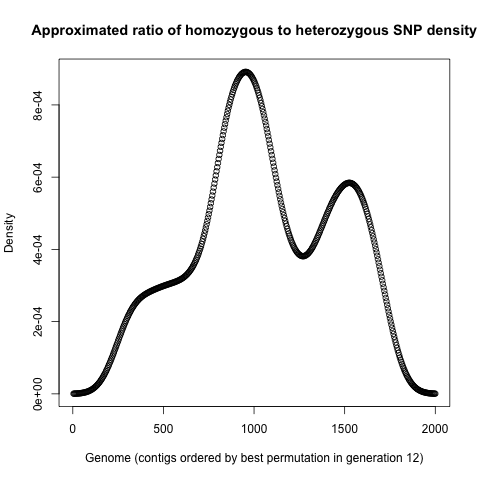 Approximated ratio of homozygous to heterozygous SNP density
Density
8e-04
6e-04
4e-04
2e-04
0e+00
0 500 1000 1500 2000
Genome (contigs ordered by best permutation in generation 12)